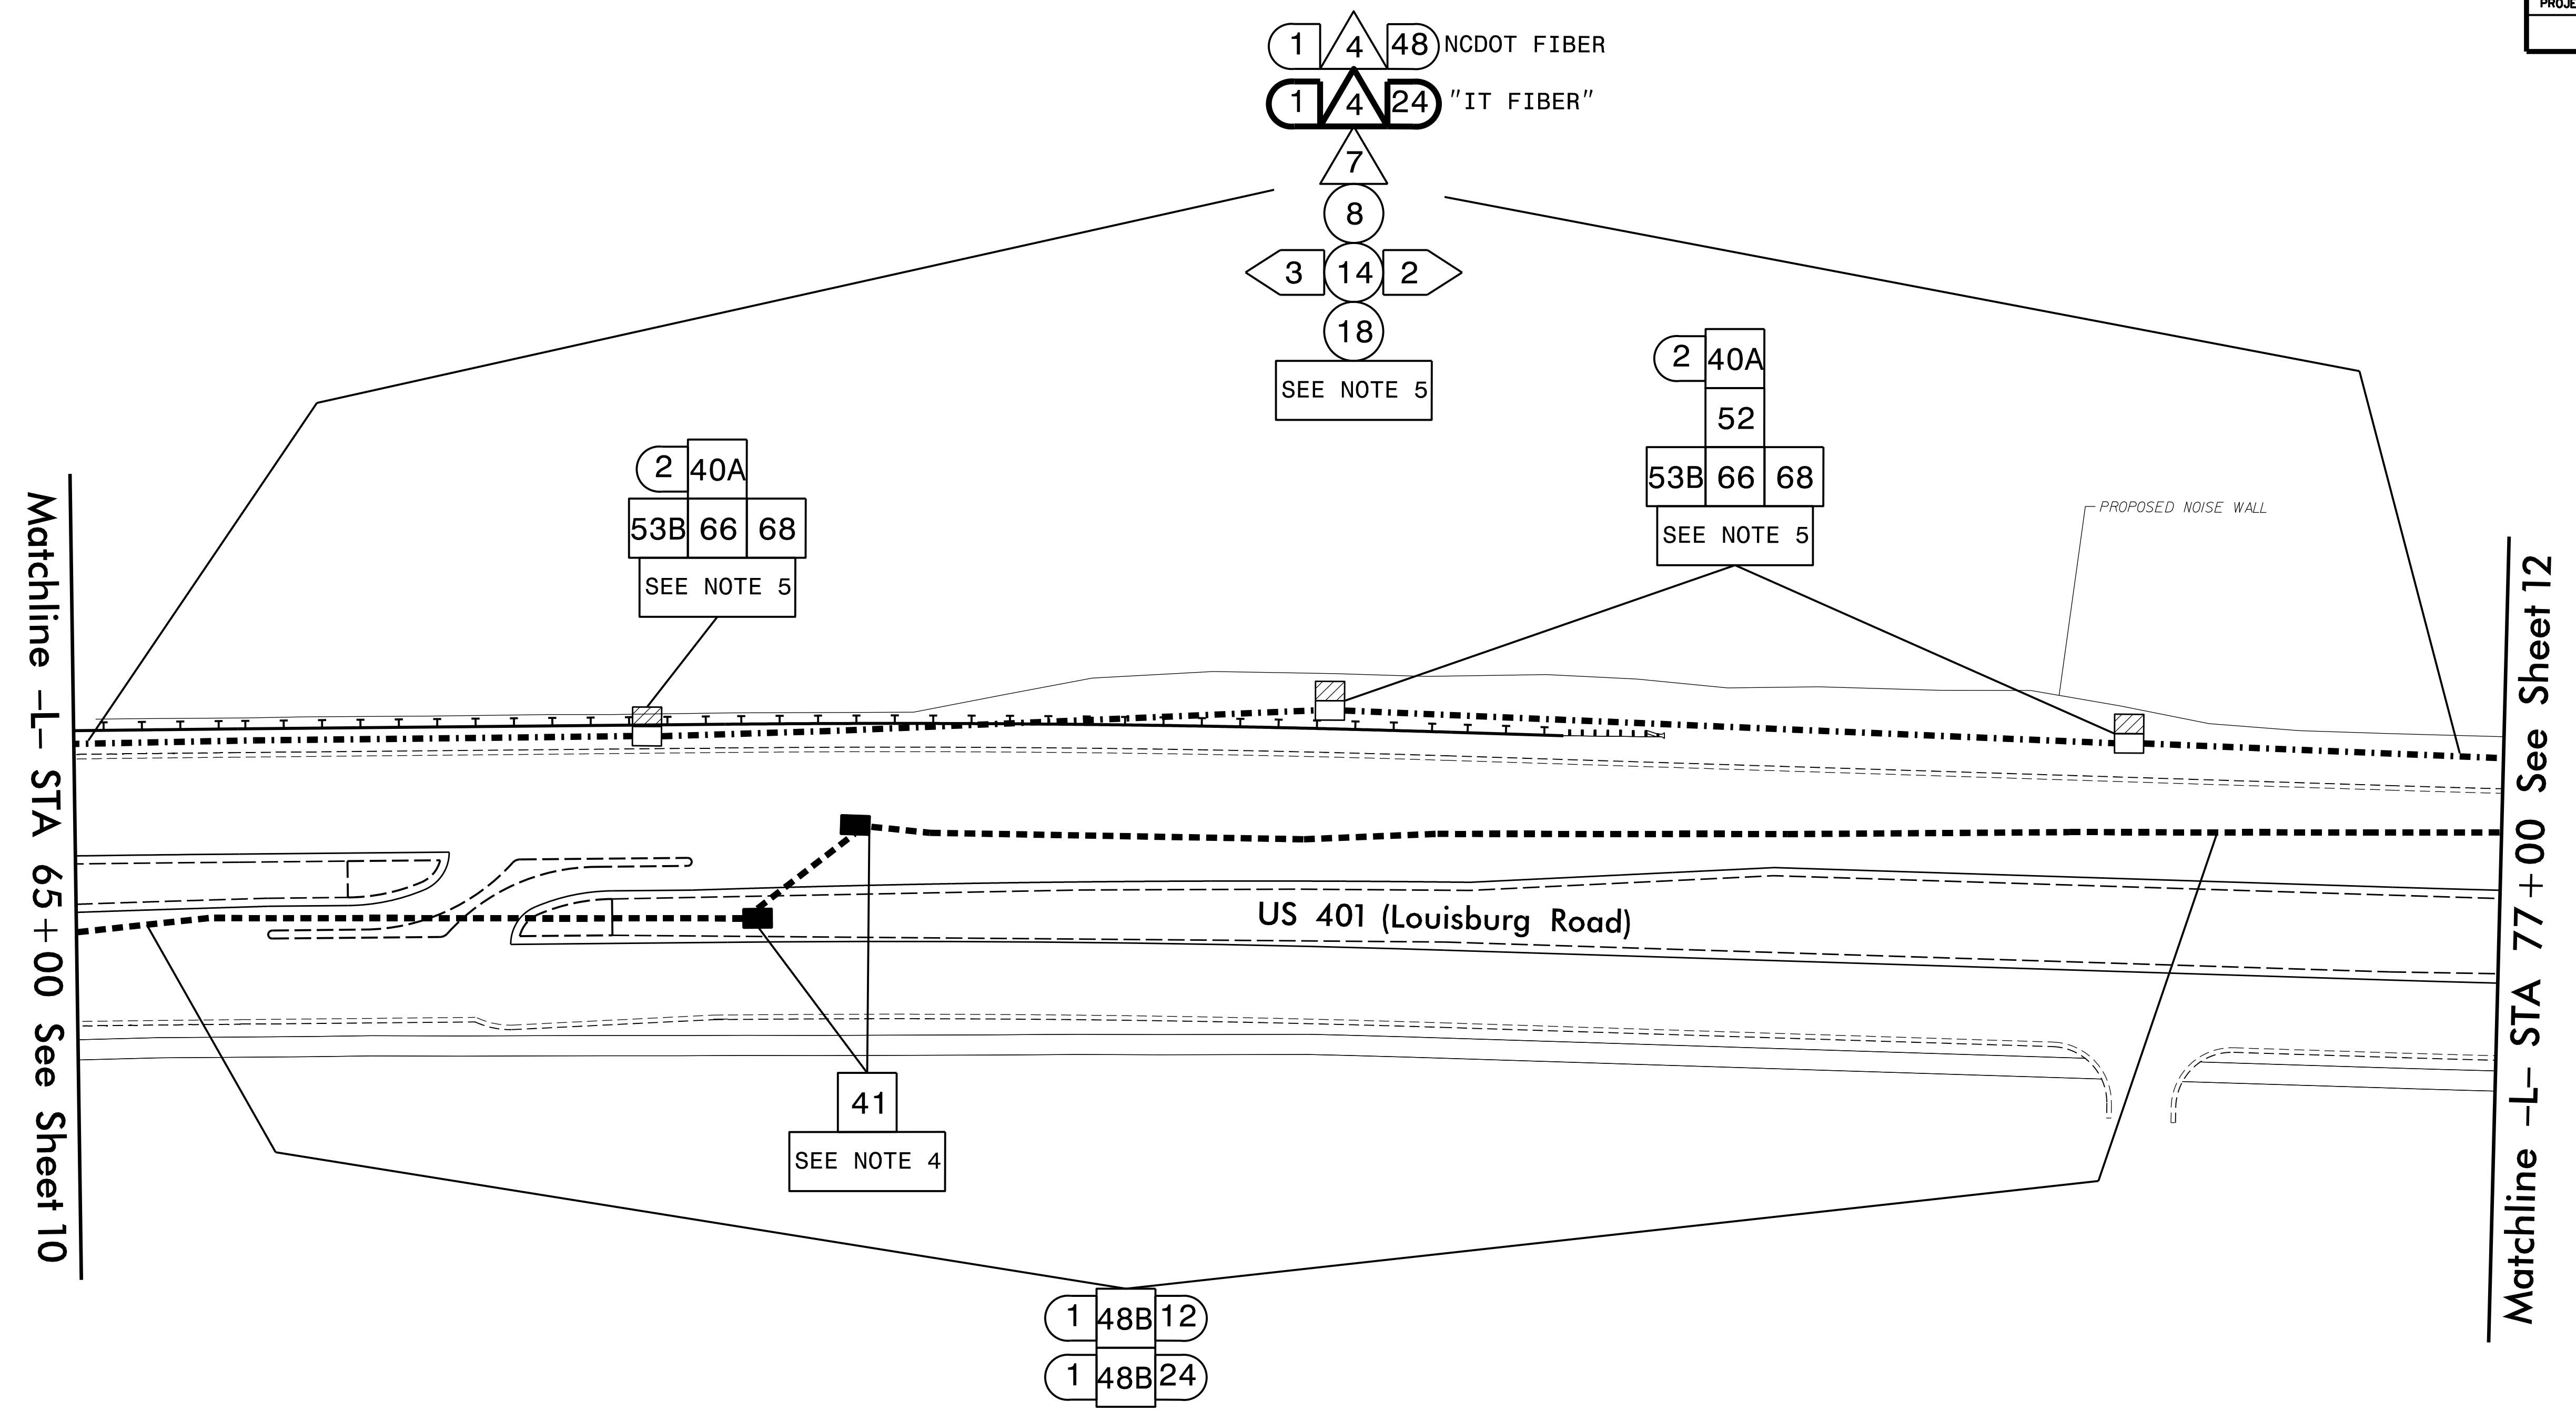 PROJE
1 4 48 NCDOT FIBER
1 4 24 "IT FIBER"
7
8
3 14 2
18
SEE NOTE 5
2 40A
52
53B 66 68
SEE NOTE 5
2 40A
53B 66 68
SEE NOTE 5
PROPOSED NOISE WALL
Matchline -L- STA 65+00 See Sheet 10
Matchline -L- STA 77+00 See Sheet 12
US 401 (Louisburg Road)
41
SEE NOTE 4
1 48B 12
1 48B 24